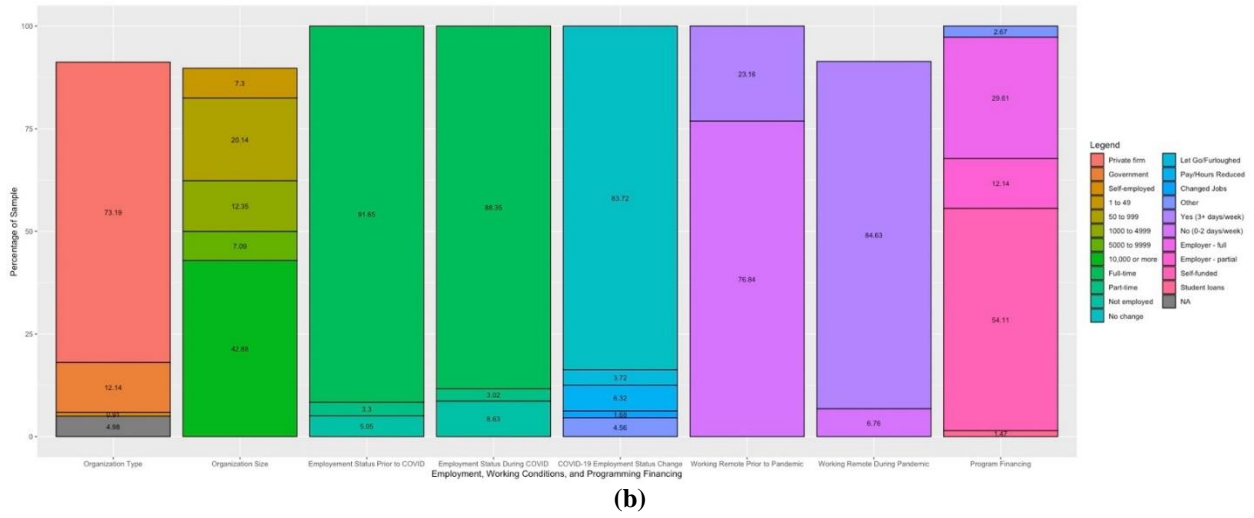 100
75
50
25
0
Percentage of Sample
73.19
12.14
0.91
4.98
7.3
20.14
12.35
7.09
42.88
91.65
3.3
5.05
88.35
3.02
8.63
83.72
3.72
6.32
1.68
4.56
23.16
76.84
84.63
6.76
2.67
29.61
12.14
54.11
1.47
Organization Type
Organization Size
Employement Status Prior to COVID
Employment Status During COVID
COVID-19 Employment Status Change
Working Remote Prior to Pandemic
Working Remote During Pandemic
Program Financing
Employment, Working Conditions, and Programming Financing
Legend
Private firm
Government
Self-employed
1 to 49
50 to 999
1000 to 4999
5000 to 9999
10,000 or more
Full-time
Part-time
Not employed
No change
Let Go/Furloughed
Pay/Hours Reduced
Changed Jobs
Other
Yes (3+ days/week)
No (0-2 days/week)
Employer - full
Employer - partial
Self-funded
Student loans
NA
(b)